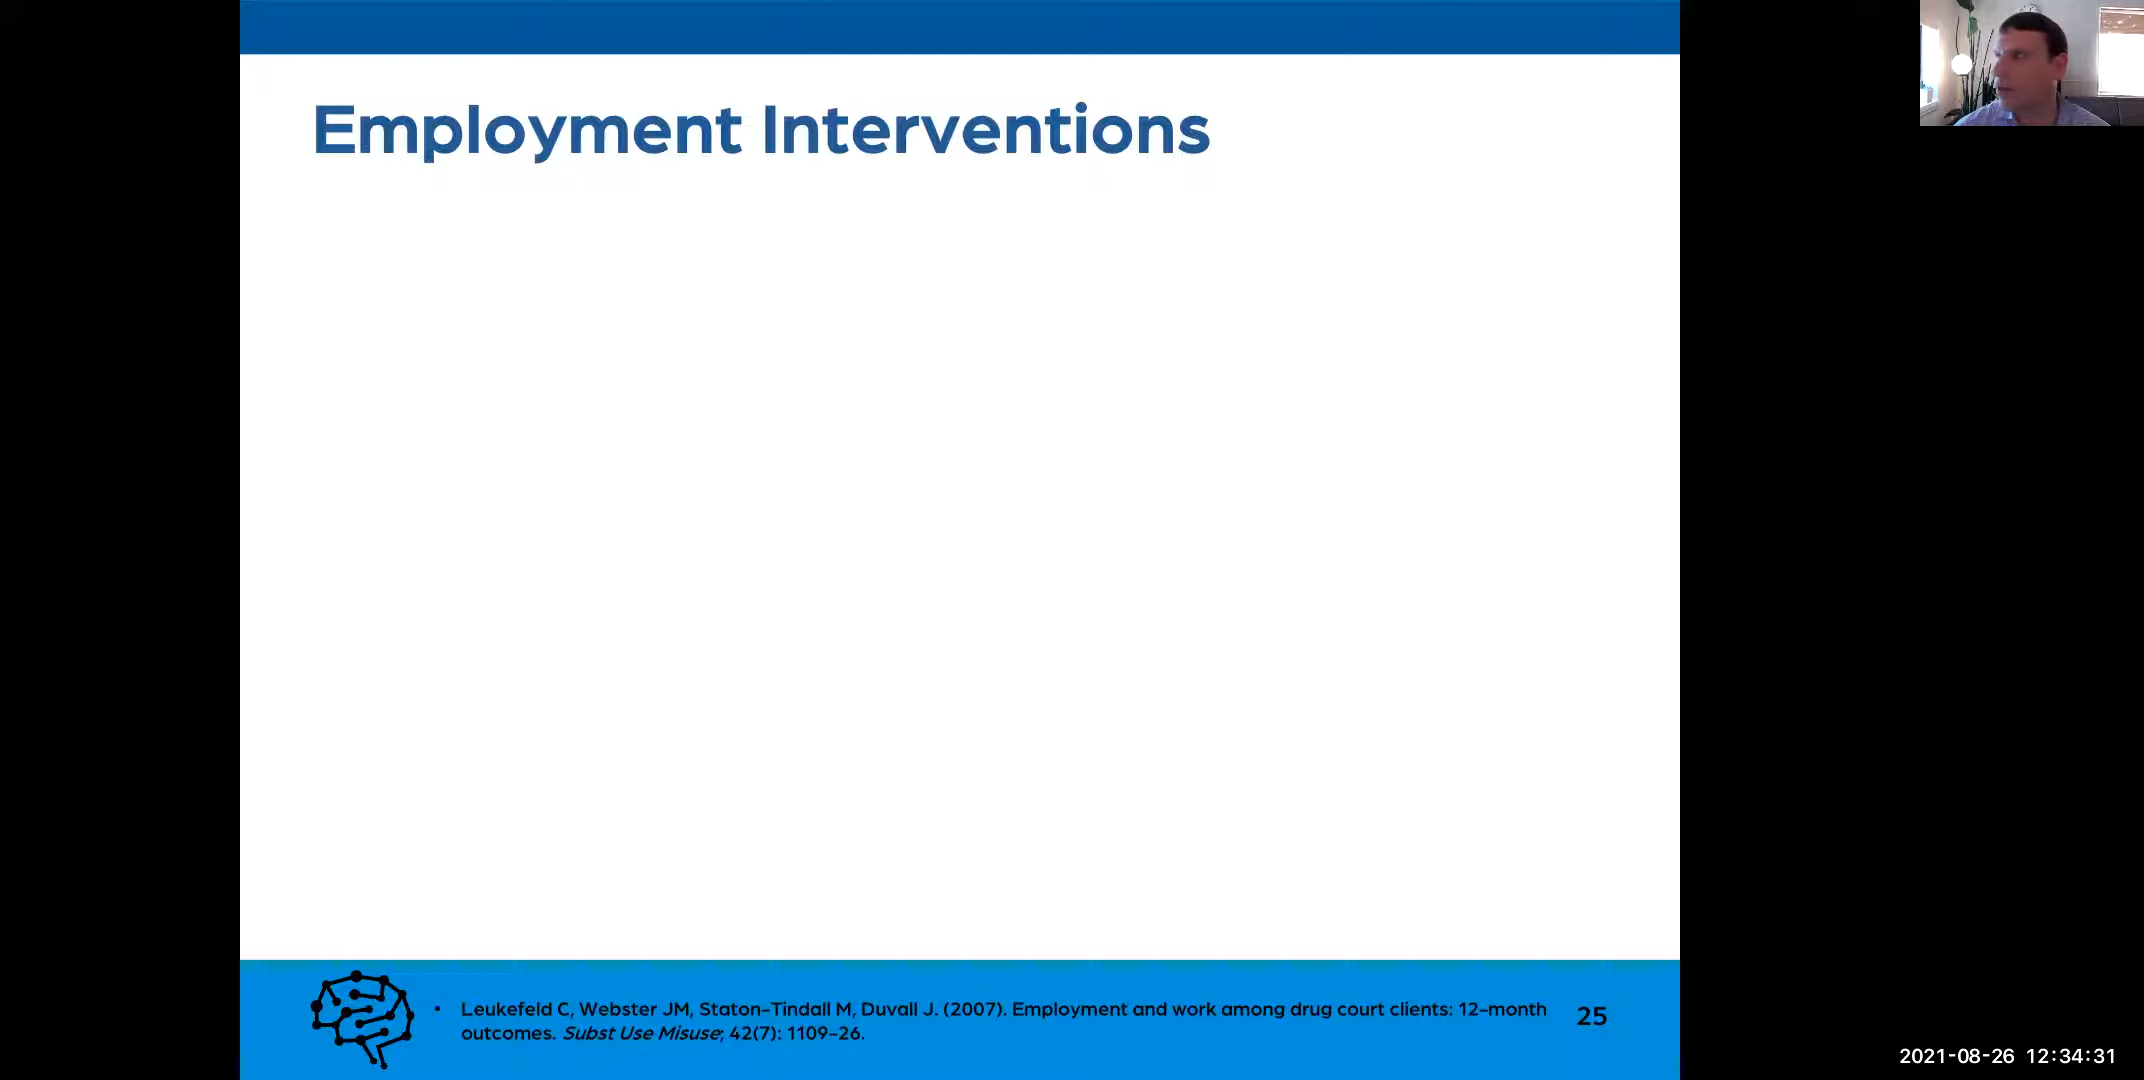 Employment Interventions
• Leukefeld C, Webster JM, Staton-Tindall M, Duvall J. (2007). Employment and work among drug court clients: 12-month
outcomes. Subst Use Misuse; 42(7): 1109-26.
25
2021-08-26 12:34:31